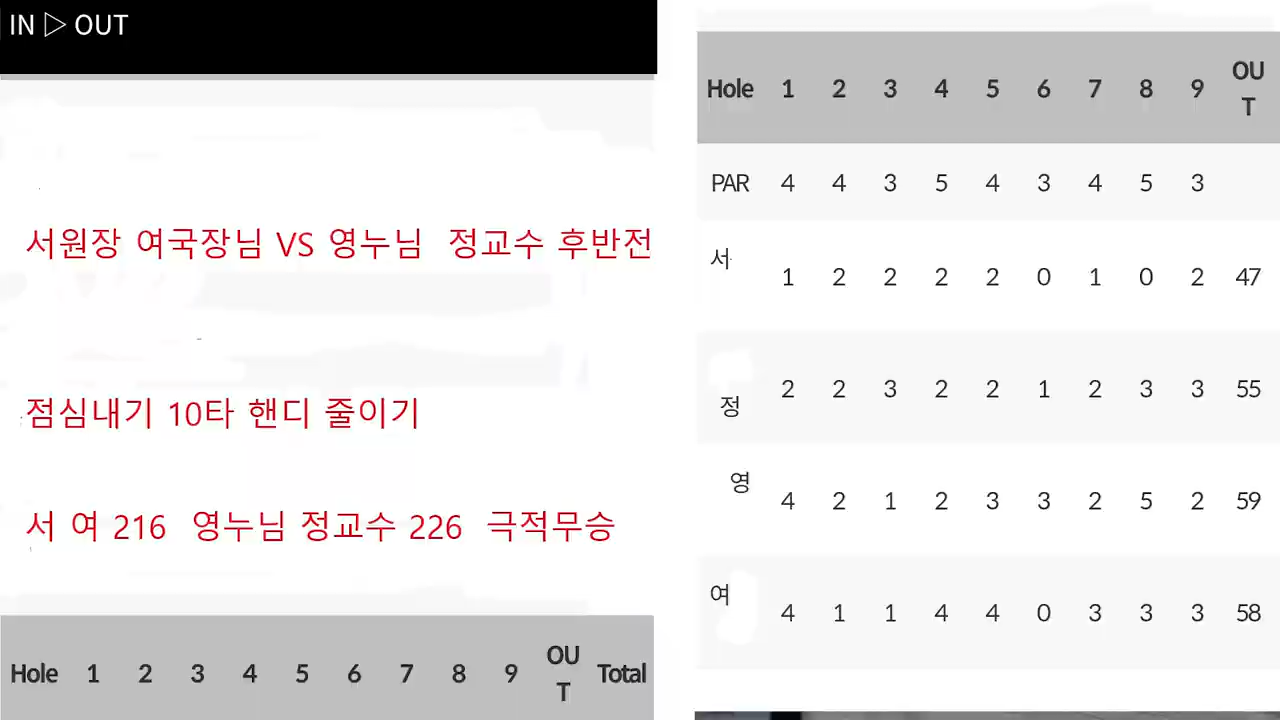 IN ▷ OUT
서원장 여국장님 VS 영누님 정교수 후반전
점심내기 10타 핸디 줄이기
서 여 216 영누님 정교수 226 극적무승
Hole 1 2 3 4 5 6 7 8 9 OU T Total
Hole 1 2 3 4 5 6 7 8 9 OU T
PAR 4 4 3 5 4 3 4 5 3
서 1 2 2 2 2 0 1 0 2 47
정 2 2 3 2 2 1 2 3 3 55
영 4 2 1 2 3 3 2 5 2 59
여 4 1 1 4 4 0 3 3 3 58